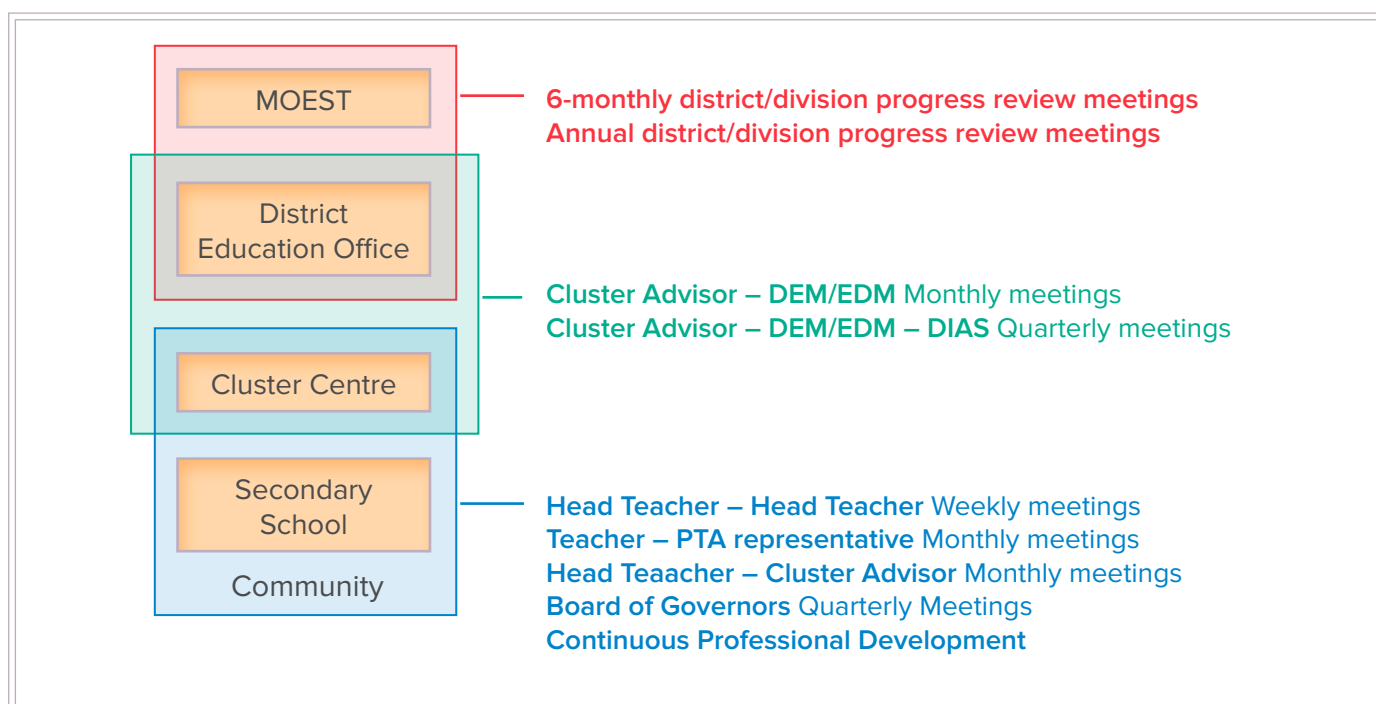 MOEST
6-monthly district/division progress review meetings
Annual district/division progress review meetings
District
Education Office
Cluster Advisor – DEM/EDM Monthly meetings
Cluster Advisor – DEM/EDM – DIAS Quarterly meetings
Cluster Centre
Secondary
School
Community
Head Teacher – Head Teacher Weekly meetings
Teacher – PTA representative Monthly meetings
Head Teaacher – Cluster Advisor Monthly meetings
Board of Governors Quarterly Meetings
Continuous Professional Development